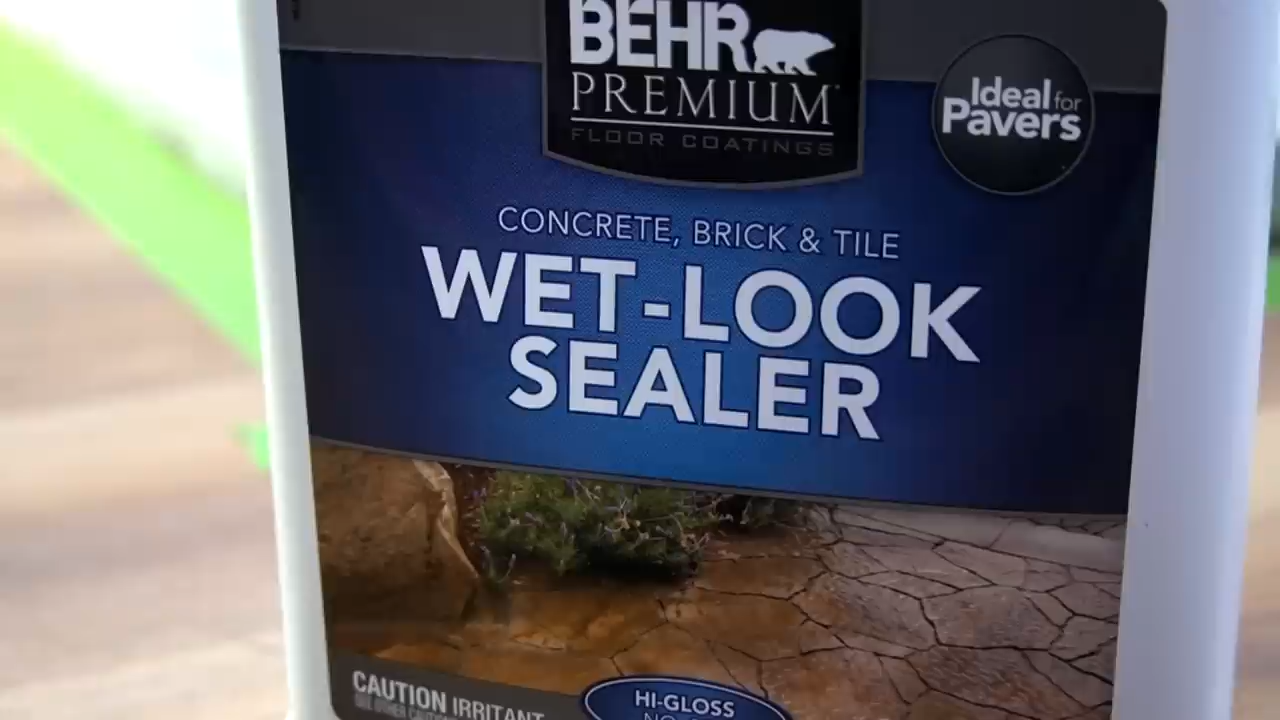 BEHR
PREMIUM
FLOOR COATINGS
Ideal for
Pavers
CONCRETE, BRICK & TILE
WET-LOOK
SEALER
CAUTION IRRITANT
HI-GLOSS